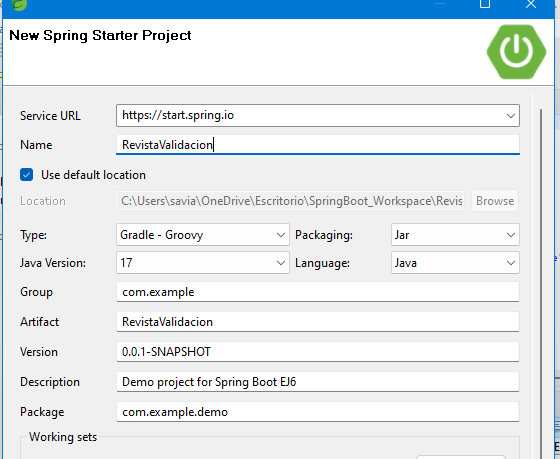 New Spring Starter Project
Service URL https://start.spring.io
Name RevistaValidacion
Use default location
Location C:\Users\savia\OneDrive\Escritorio\SpringBoot_Workspace\Revis Browse
Type: Gradle - Groovy Packaging: Jar
Java Version: 17 Language: Java
Group com.example
Artifact RevistaValidacion
Version 0.0.1-SNAPSHOT
Description Demo project for Spring Boot EJ6
Package com.example.demo
Working sets